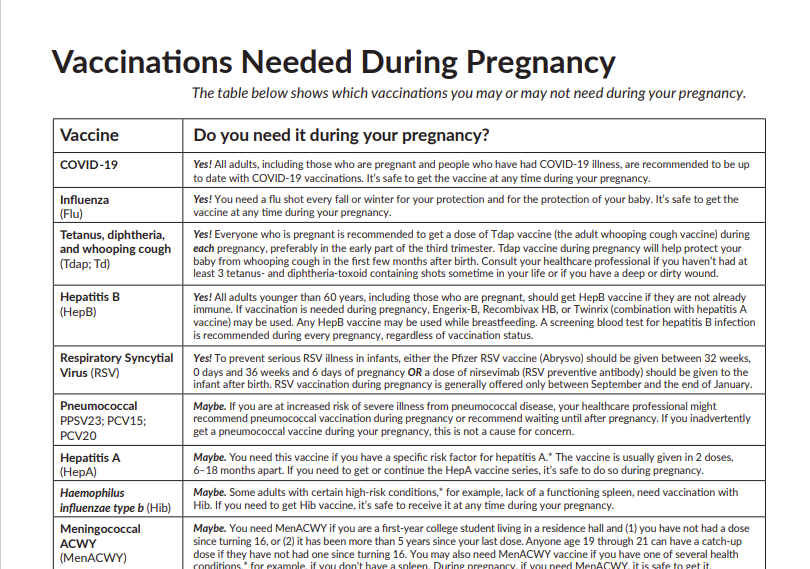 Vaccinations Needed During Pregnancy
The table below shows which vaccinations you may or may not need during your pregnancy.
Vaccine
Do you need it during your pregnancy?
COVID-19
Yes! All adults, including those who are pregnant and people who have had COVID-19 illness, are recommended to be up
to date with COVID-19 vaccinations. It's safe to get the vaccine at any time during your pregnancy.
Influenza
(Flu)
Yes! You need a flu shot every fall or winter for your protection and for the protection of your baby. It's safe to get the
vaccine at any time during your pregnancy.
Tetanus, diphtheria,
and whooping cough
(Tdap; Td)
Yes! Everyone who is pregnant is recommended to get a dose of Tdap vaccine (the adult whooping cough vaccine) during
each pregnancy, preferably in the early part of the third trimester. Tdap vaccine during pregnancy will help protect your
baby from whooping cough in the first few months after birth. Consult your healthcare professional if you haven't had at
least 3 tetanus- and diphtheria-toxoid containing shots sometime in your life or if you have a deep or dirty wound.
Hepatitis B
(HepB)
Yes! All adults younger than 60 years, including those who are pregnant, should get HepB vaccine if they are not already
immune. If vaccination is needed during pregnancy, Engerix-B, Recombivax HB, or Twinrix (combination with hepatitis A
vaccine) may be used. Any HepB vaccine may be used while breastfeeding. A screening blood test for hepatitis B infection
is recommended during every pregnancy, regardless of vaccination status.
Respiratory Syncytial
Virus (RSV)
Yes! To prevent serious RSV illness in infants, either the Pfizer RSV vaccine (Abrysvo) should be given between 32 weeks,
0 days and 36 weeks and 6 days of pregnancy OR a dose of nirsevimab (RSV preventive antibody) should be given to the
infant after birth. RSV vaccination during pregnancy is generally offered only between September and the end of January.
Pneumococcal
PPSV23; PCV15;
PCV20
Maybe. If you are at increased risk of severe illness from pneumococcal disease, your healthcare professional might
recommend pneumococcal vaccination during pregnancy or recommend waiting until after pregnancy. If you inadvertently
get a pneumococcal vaccine during your pregnancy, this is not a cause for concern.
Hepatitis A
(HepA)
Maybe. You need this vaccine if you have a specific risk factor for hepatitis A.* The vaccine is usually given in 2 doses,
6–18 months apart. If you need to get or continue the HepA vaccine series, it's safe to do so during pregnancy.
Haemophilus
influenzae type b (Hib)
Maybe. Some adults with certain high-risk conditions,* for example, lack of a functioning spleen, need vaccination with
Hib. If you need to get Hib vaccine, it's safe to receive it at any time during your pregnancy.
Meningococcal
ACWY
(MenACWY)
Maybe. You need MenACWY if you are a first-year college student living in a residence hall and (1) you have not had a dose
since turning 16, or (2) it has been more than 5 years since your last dose. Anyone age 19 through 21 can have a catch-up
dose if they have not had one since turning 16. You may also need MenACWY vaccine if you have one of several health
conditions,* for example, if you don't have a spleen. During pregnancy, if you need MenACWY, it is safe to get it.